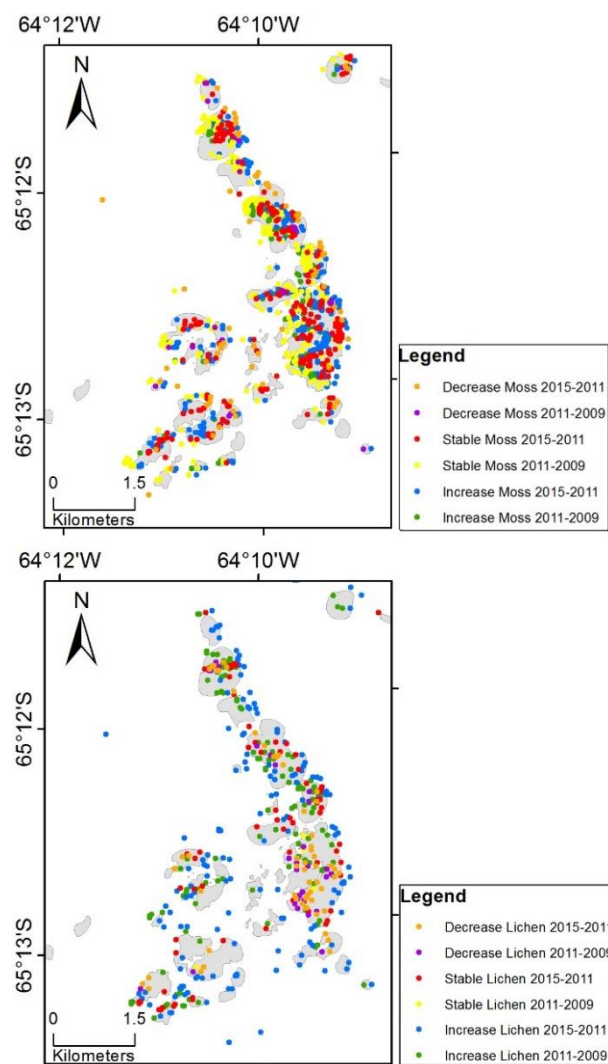 64°12'W 64°10'W
N
65°12'S
65°13'S
0 1.5
Kilometers
Legend
Decrease Moss 2015-2011
Decrease Moss 2011-2009
Stable Moss 2015-2011
Stable Moss 2011-2009
Increase Moss 2015-2011
Increase Moss 2011-2009
64°12'W 64°10'W
N
65°12'S
65°13'S
0 1.5
Kilometers
Legend
Decrease Lichen 2015-2011
Decrease Lichen 2011-2009
Stable Lichen 2015-2011
Stable Lichen 2011-2009
Increase Lichen 2015-2011
Increase Lichen 2011-2009